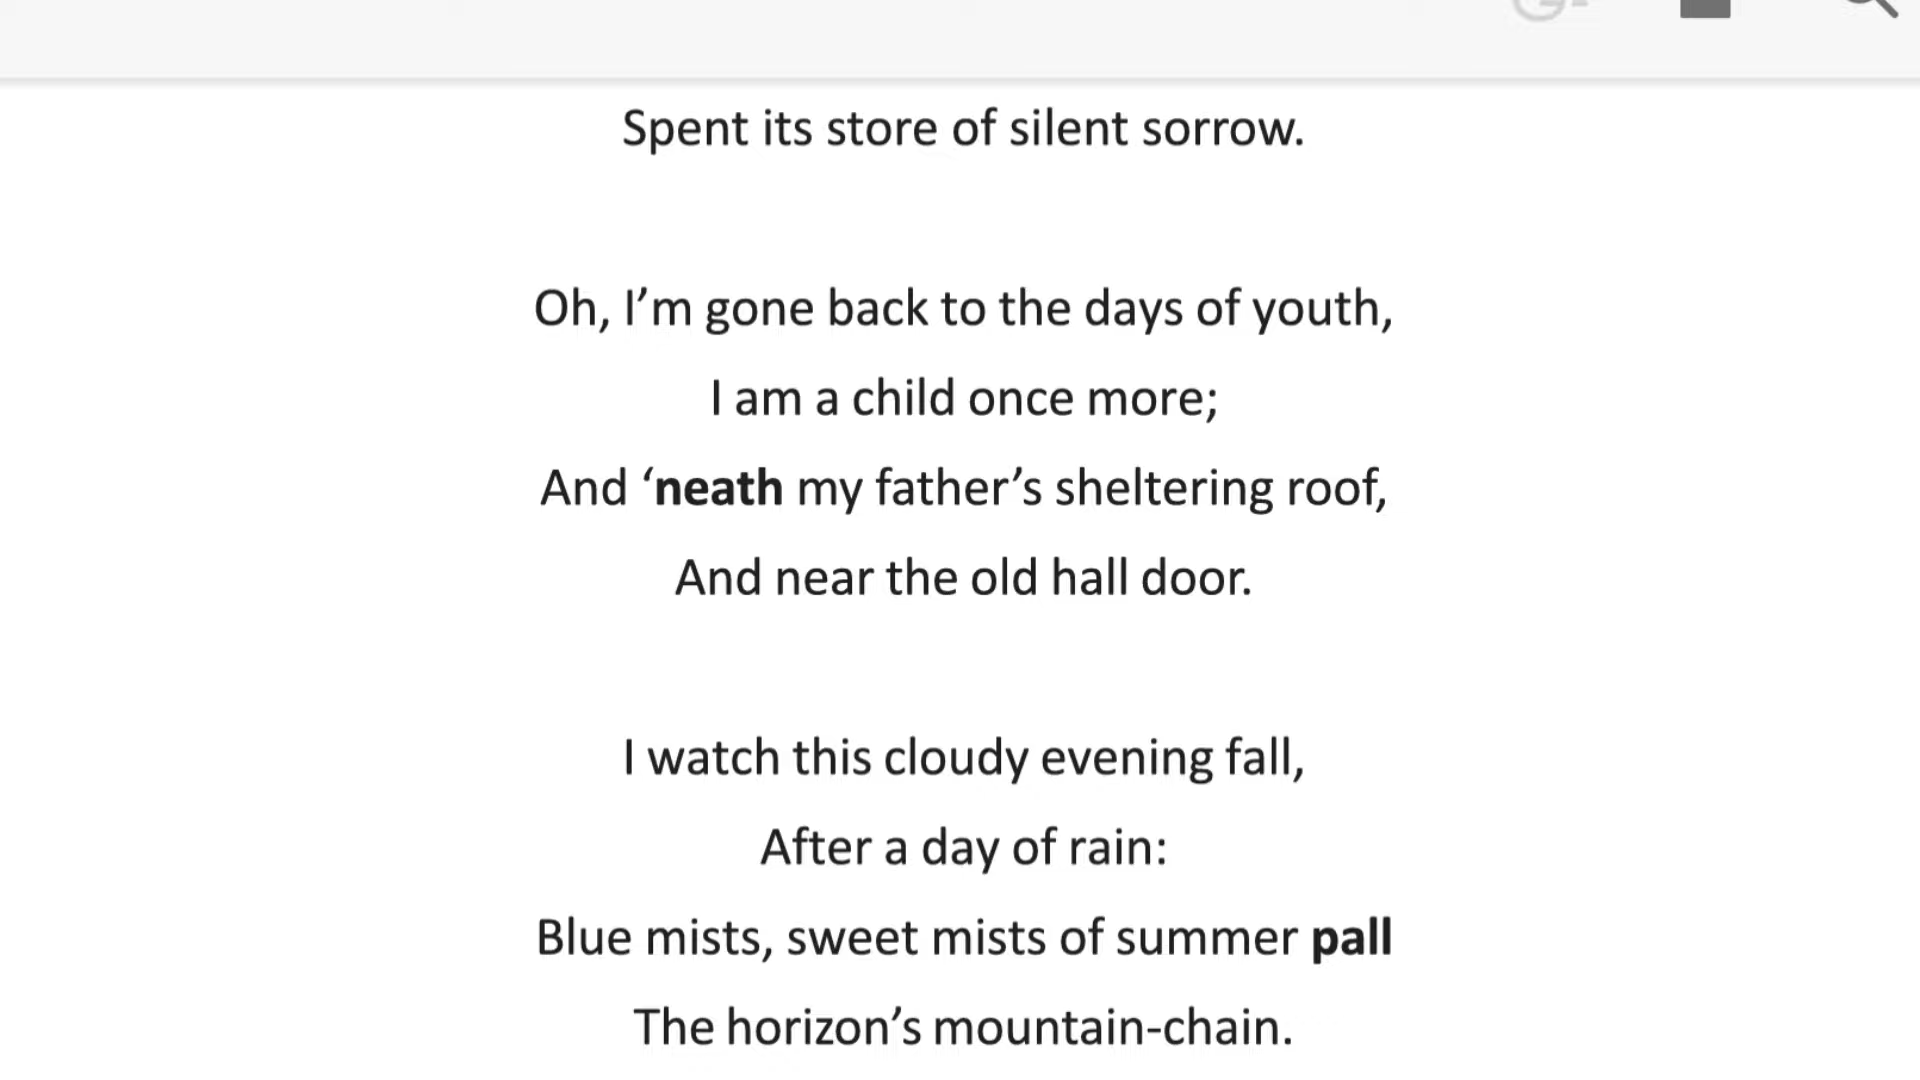 Spent its store of silent sorrow.
Oh, I’m gone back to the days of youth,
I am a child once more;
And ‘neath my father’s sheltering roof,
And near the old hall door.
I watch this cloudy evening fall,
After a day of rain:
Blue mists, sweet mists of summer pall
The horizon’s mountain-chain.